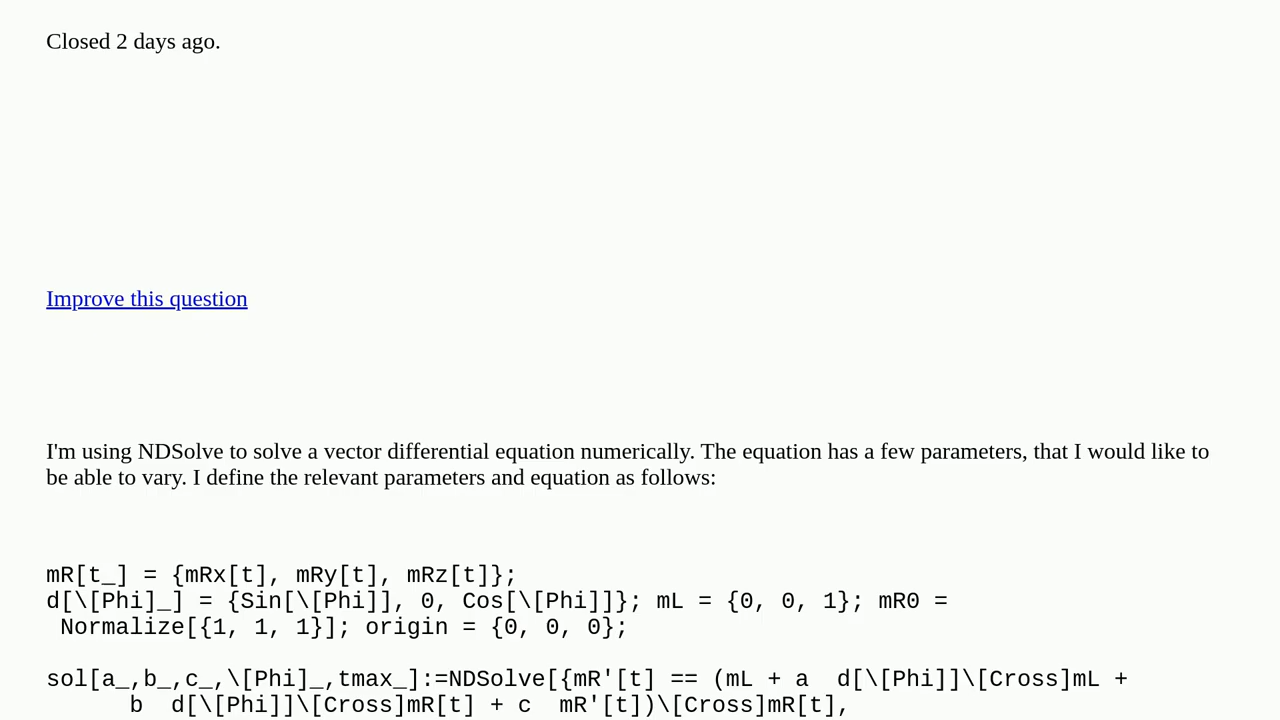 Closed 2 days ago.
Improve this question
I'm using NDSolve to solve a vector differential equation numerically. The equation has a few parameters, that I would like to
be able to vary. I define the relevant parameters and equation as follows:
mR[t_] = {mRx[t], mRy[t], mRz[t]};
d[\[Phi]_] = {Sin[\[Phi]], 0, Cos[\[Phi]]}; mL = {0, 0, 1}; mR0 =
 Normalize[{1, 1, 1}]; origin = {0, 0, 0};
sol[a_,b_,c_,\[Phi]_,tmax_]:=NDSolve[{mR'[t] == (mL + a  d[\[Phi]]\[Cross]mL +
      b  d[\[Phi]]\[Cross]mR[t] + c  mR'[t])\[Cross]mR[t],